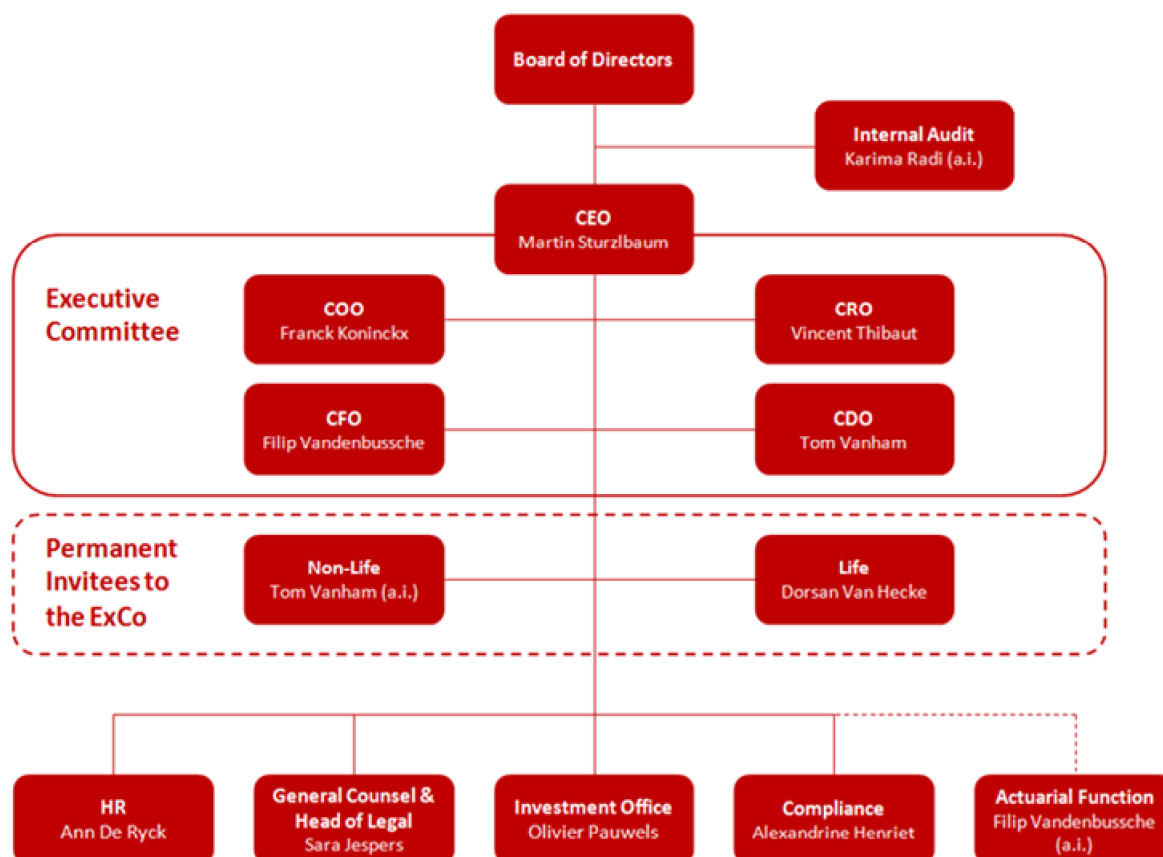 Board of Directors
Internal Audit
Karima Radi (a.i.)
CEO
Martin Sturzlbaum
Executive
Committee
COO
Franck Koninckx
CRO
Vincent Thibaut
CFO
Filip Vandenbussche
CDO
Tom Vanham
Permanent
Invitees to
the ExCo
Non-Life
Tom Vanham (a.i.)
Life
Dorsan Van Hecke
HR
Ann De Ryck
General Counsel &
Head of Legal
Sara Jespers
Investment Office
Olivier Pauwels
Compliance
Alexandrine Henriet
Actuarial Function
Filip Vandenbussche
(a.i.)